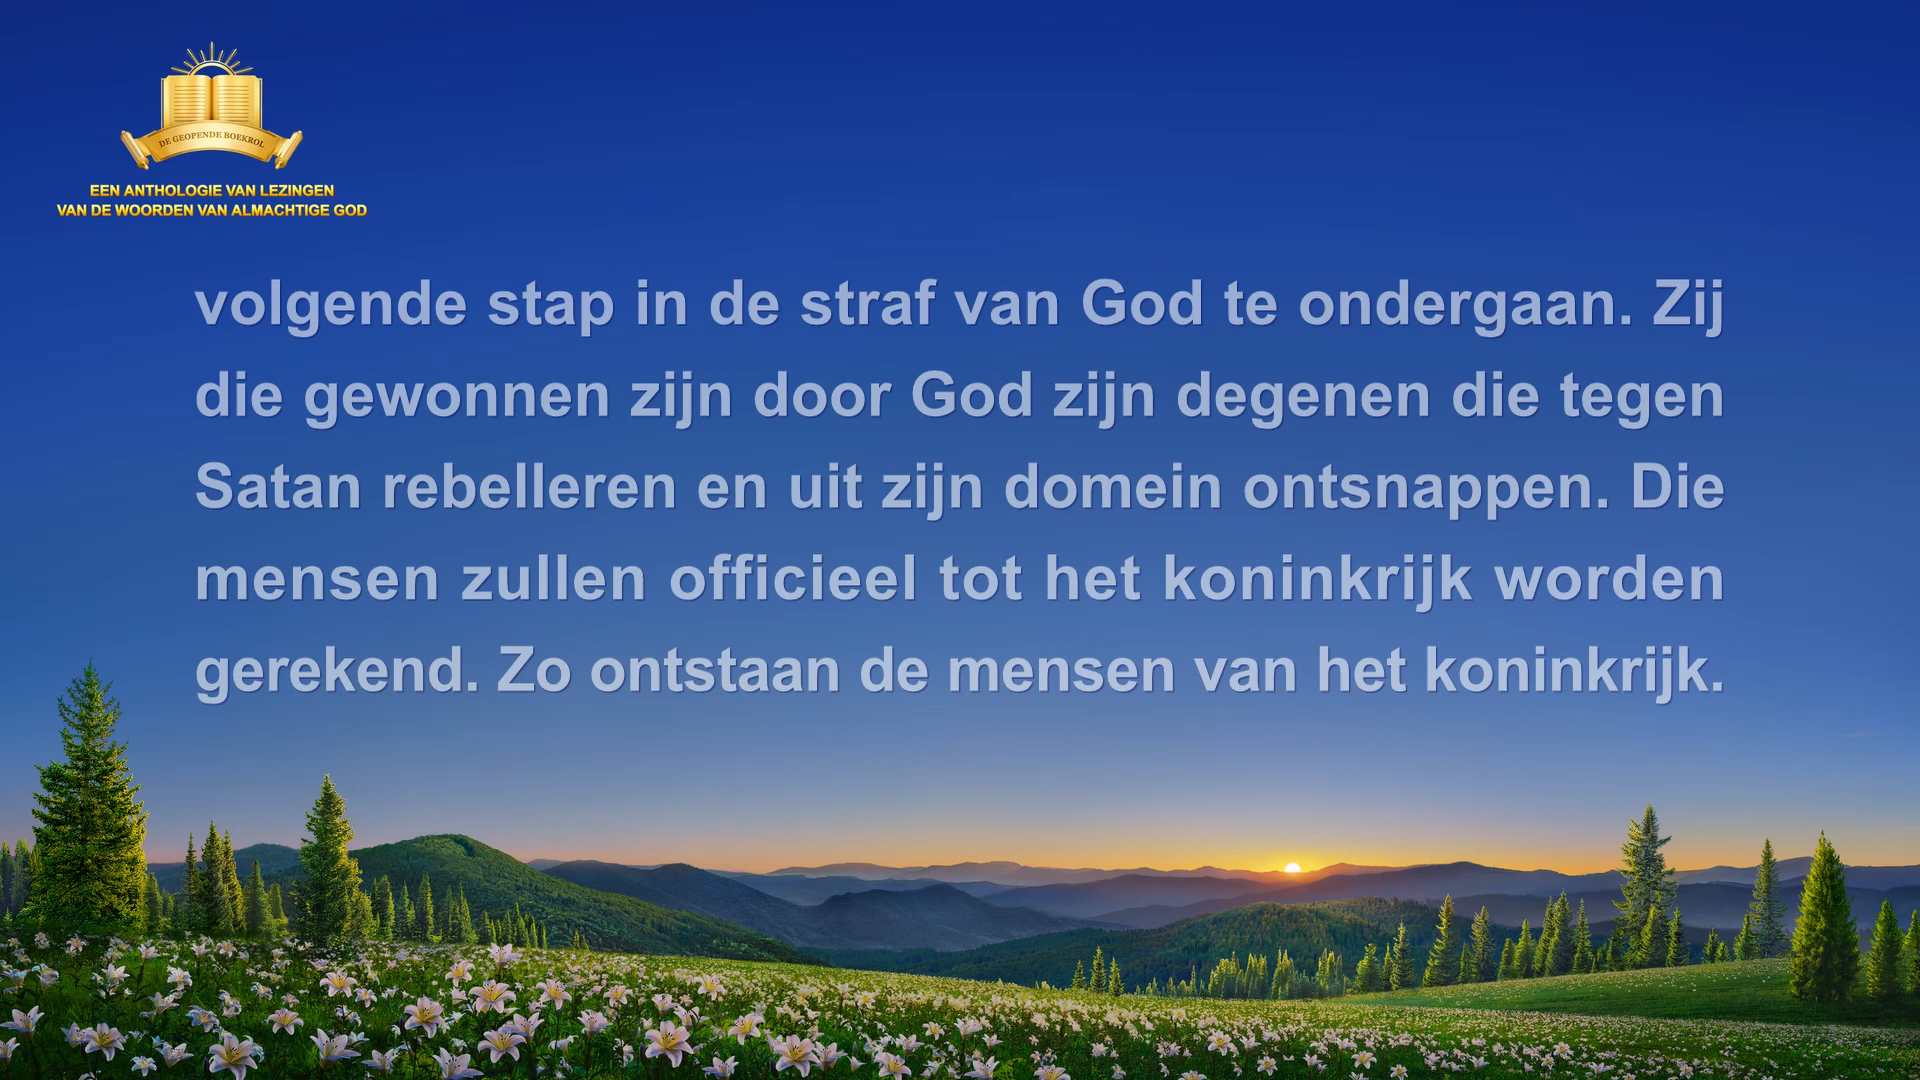 DE GEOPENDE BOEKROL
EEN ANTHOLOGIE VAN LEZINGEN
VAN DE WOORDEN VAN ALMACHTIGE GOD
volgende stap in de straf van God te ondergaan. Zij
die gewonnen zijn door God zijn degenen die tegen
Satan rebelleren en uit zijn domein ontsnappen. Die
mensen zullen officieel tot het koninkrijk worden
gerekend. Zo ontstaan de mensen van het koninkrijk.